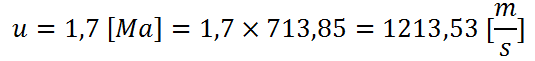 u = 1,7 [Ma] = 1,7 × 713,85 = 1213,53 [m/s]